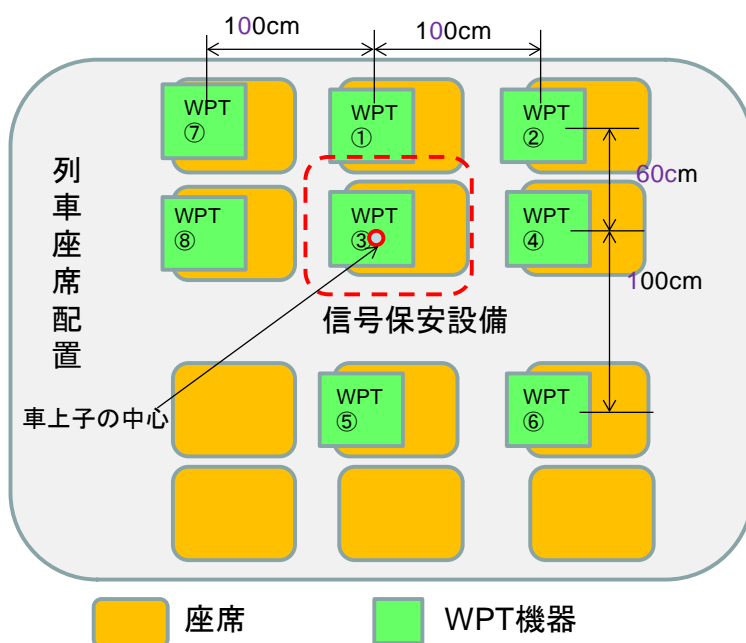 100cm
100cm
WPT
⑦
WPT
①
WPT
②
列車座席配置
60cm
WPT
⑧
WPT
③
WPT
④
100cm
信号保安設備
WPT
⑤
WPT
⑥
車上子の中心
座席
WPT機器